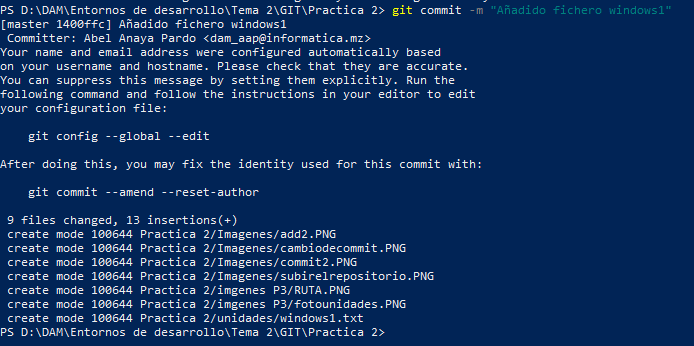 PS D:\DAM\Entornos de desarrollo\Tema 2\GIT\Practica 2> git commit -m "Añadido fichero windows1"
[master 1400ffc] Añadido fichero windows1
 Committer: Abel Anaya Pardo <dam_aap@informatica.mz>
Your name and email address were configured automatically based
on your username and hostname. Please check that they are accurate.
You can suppress this message by setting them explicitly. Run the
following command and follow the instructions in your editor to edit
your configuration file:

    git config --global --edit

After doing this, you may fix the identity used for this commit with:

    git commit --amend --reset-author

 9 files changed, 13 insertions(+)
 create mode 100644 Practica 2/Imagenes/add2.PNG
 create mode 100644 Practica 2/Imagenes/cambiodecommit.PNG
 create mode 100644 Practica 2/Imagenes/commit2.PNG
 create mode 100644 Practica 2/Imagenes/subirelrepositorio.PNG
 create mode 100644 Practica 2/imgenes P3/RUTA.PNG
 create mode 100644 Practica 2/imgenes P3/fotounidades.PNG
 create mode 100644 Practica 2/unidades/windows1.txt
PS D:\DAM\Entornos de desarrollo\Tema 2\GIT\Practica 2>